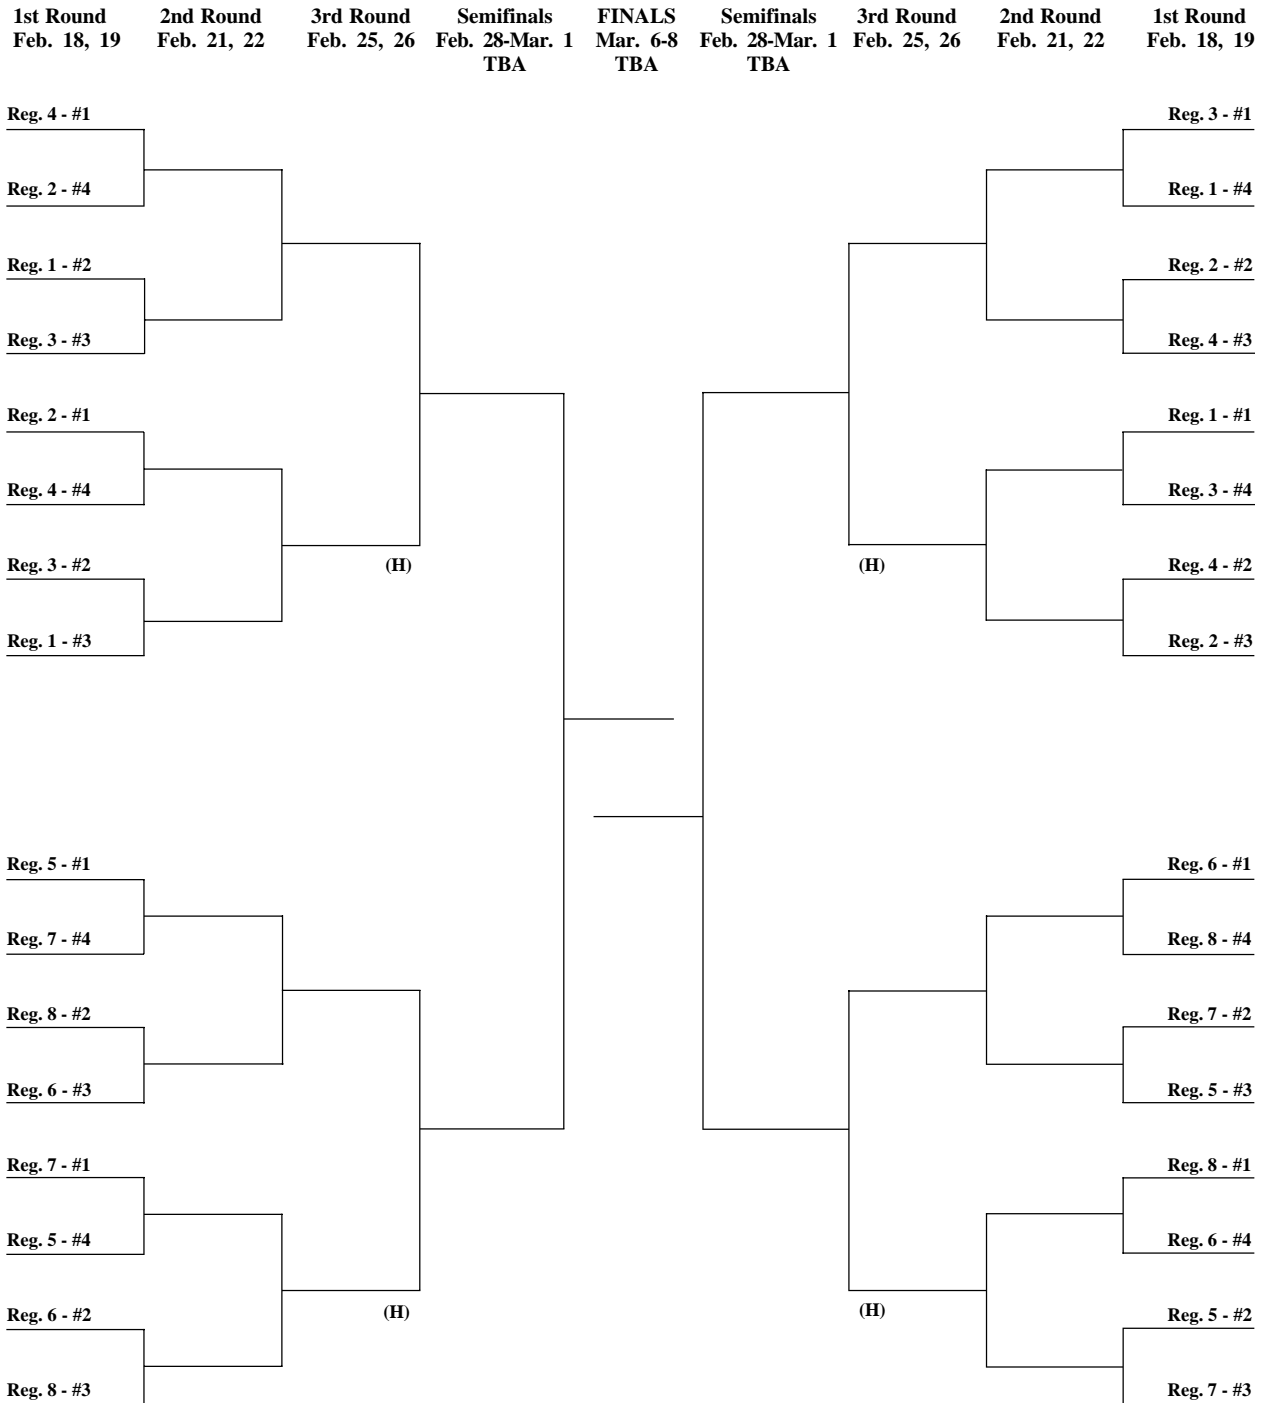 1st Round 2nd Round 3rd Round Semifinals FINALS Semifinals 3rd Round 2nd Round 1st Round
Feb. 18, 19 Feb. 21, 22 Feb. 25, 26 Feb. 28-Mar. 1 Mar. 6-8 Feb. 28-Mar. 1 Feb. 25, 26 Feb. 21, 22 Feb. 18, 19
TBA TBA TBA
Reg. 4 - #1 Reg. 3 - #1
Reg. 2 - #4 Reg. 1 - #4
Reg. 1 - #2 Reg. 2 - #2
Reg. 3 - #3 Reg. 4 - #3
Reg. 2 - #1 Reg. 1 - #1
Reg. 4 - #4 Reg. 3 - #4
Reg. 3 - #2 (H) (H) Reg. 4 - #2
Reg. 1 - #3 Reg. 2 - #3
Reg. 5 - #1 Reg. 6 - #1
Reg. 7 - #4 Reg. 8 - #4
Reg. 8 - #2 Reg. 7 - #2
Reg. 6 - #3 Reg. 5 - #3
Reg. 7 - #1 Reg. 8 - #1
Reg. 5 - #4 Reg. 6 - #4
Reg. 6 - #2 (H) (H) Reg. 5 - #2
Reg. 8 - #3 Reg. 7 - #3